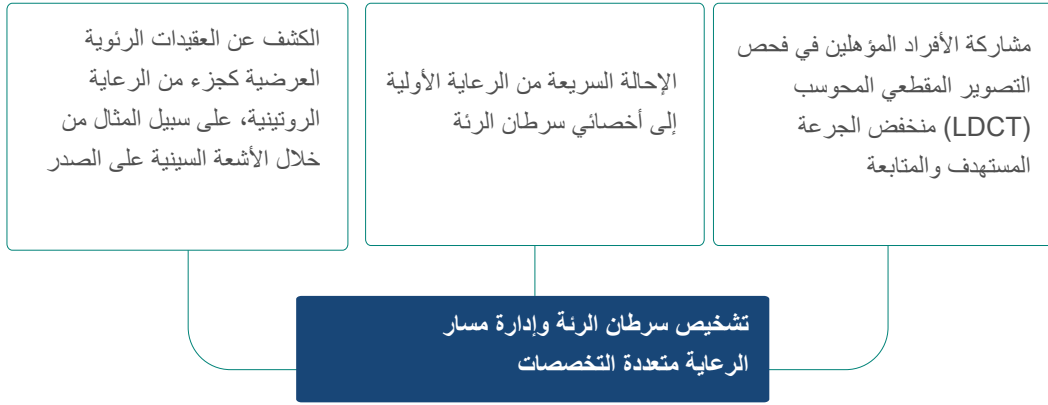 مشاركة الأفراد المؤهلين في فحص
التصوير المقطعي المحوسب
(LDCT) منخفض الجرعة
المستهدف والمتابعة
الإحالة السريعة من الرعاية الأولية
إلى أخصائي سرطان الرئة
الكشف عن العقيدات الرئوية
العرضية كجزء من الرعاية
الروتينية، على سبيل المثال من
خلال الأشعة السينية على الصدر
تشخيص سرطان الرئة وإدارة مسار
الرعاية متعددة التخصصات